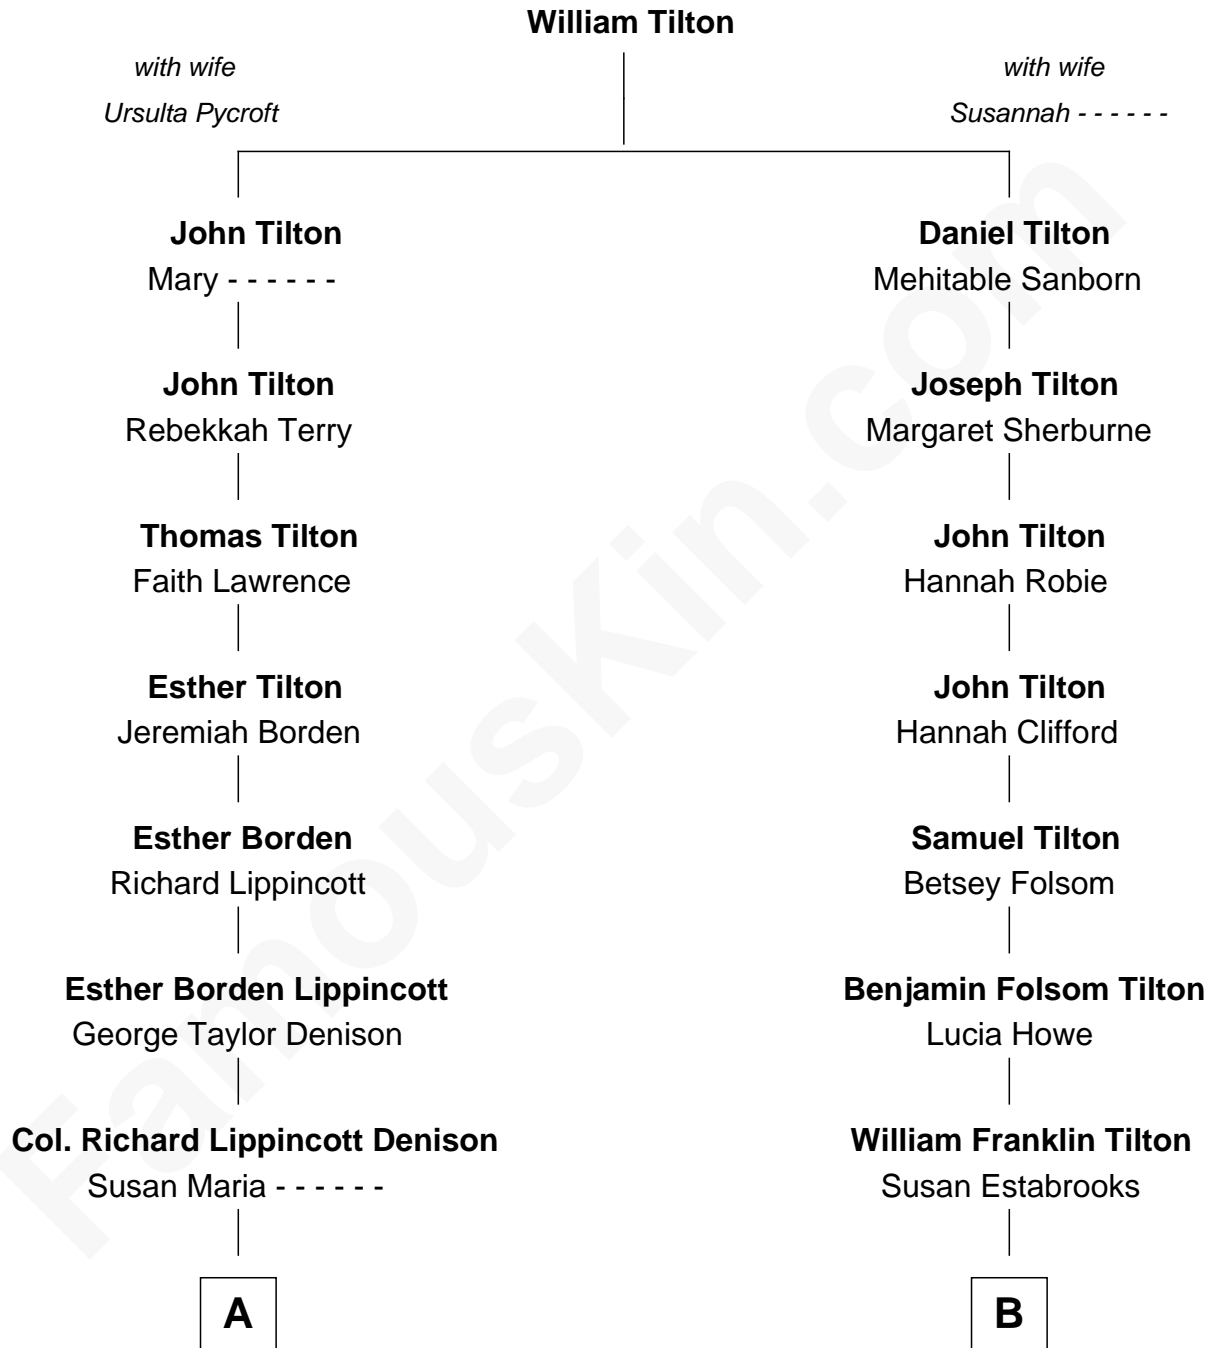 William Tilton
with wife
Ursulta Pycroft
with wife
Susannah - - - - - -
John Tilton
Mary - - - - - -
Daniel Tilton
Mehitable Sanborn
John Tilton
Rebekkah Terry
Joseph Tilton
Margaret Sherburne
Thomas Tilton
Faith Lawrence
John Tilton
Hannah Robie
Esther Tilton
Jeremiah Borden
John Tilton
Hannah Clifford
Esther Borden
Richard Lippincott
Samuel Tilton
Betsey Folsom
Esther Borden Lippincott
George Taylor Denison
Benjamin Folsom Tilton
Lucia Howe
Col. Richard Lippincott Denison
Susan Maria - - - - - -
William Franklin Tilton
Susan Estabrooks
A
B
FamousKin.com